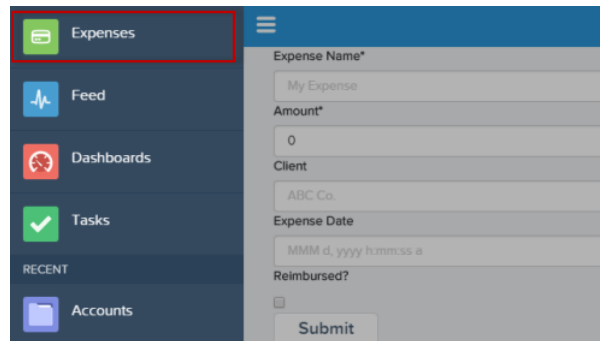 Expenses
Feed
Dashboards
Tasks
RECENT
Accounts
Expense Name*
My Expense
Amount*
0
Client
ABC Co.
Expense Date
MMM d, yyyy h:mm:ss a
Reimbursed?
Submit